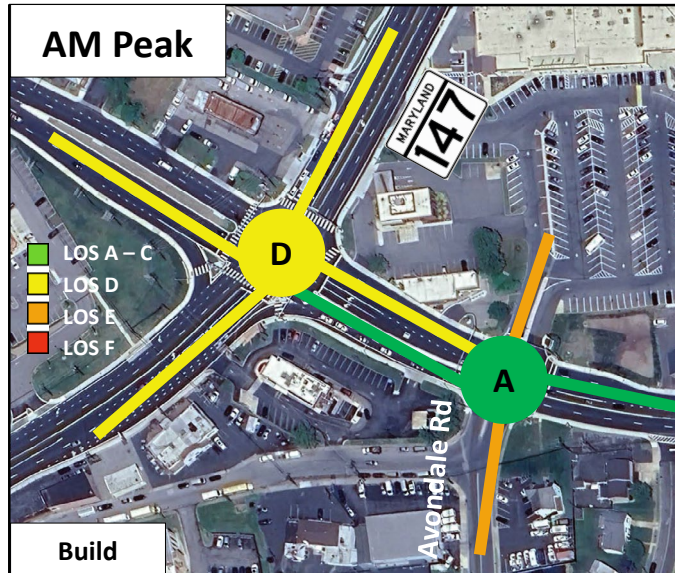 AM Peak
MARYLAND
147
D
LOS A – C
LOS D
LOS E
LOS F
A
Avondale Rd
Build